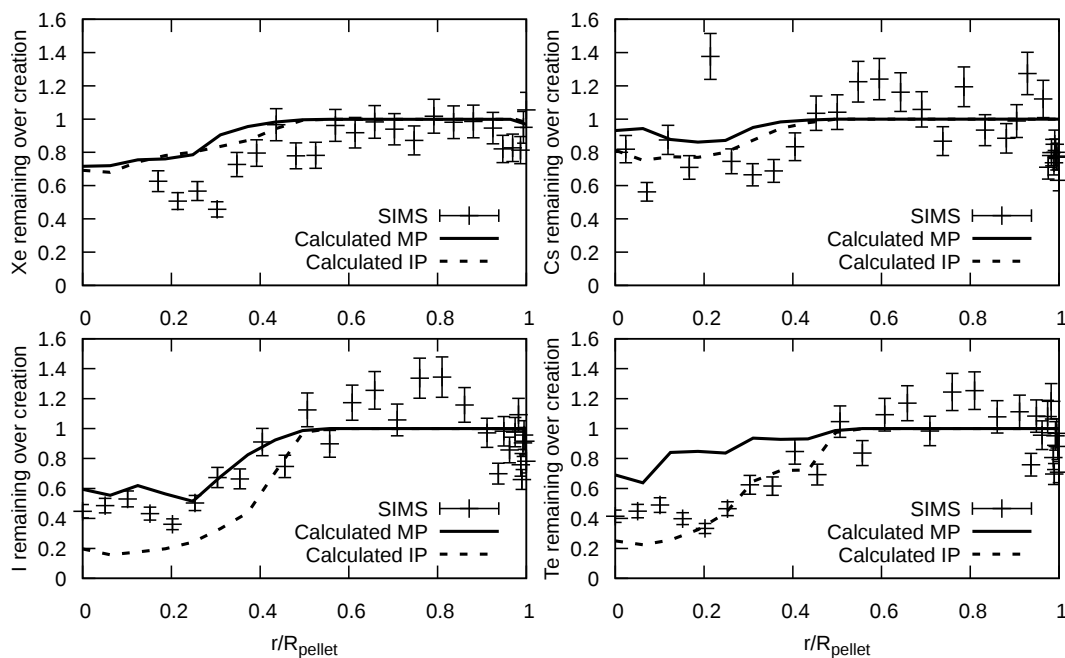 Xe remaining over creation
1.6
1.4
1.2
1
0.8
0.6
0.4
0.2
0
SIMS
Calculated MP
Calculated IP
0 0.2 0.4 0.6 0.8 1
Cs remaining over creation
1.6
1.4
1.2
1
0.8
0.6
0.4
0.2
0
SIMS
Calculated MP
Calculated IP
0 0.2 0.4 0.6 0.8 1
I remaining over creation
1.6
1.4
1.2
1
0.8
0.6
0.4
0.2
0
SIMS
Calculated MP
Calculated IP
0 0.2 0.4 0.6 0.8 1
r/Rpellet
Te remaining over creation
1.6
1.4
1.2
1
0.8
0.6
0.4
0.2
0
SIMS
Calculated MP
Calculated IP
0 0.2 0.4 0.6 0.8 1
r/Rpellet